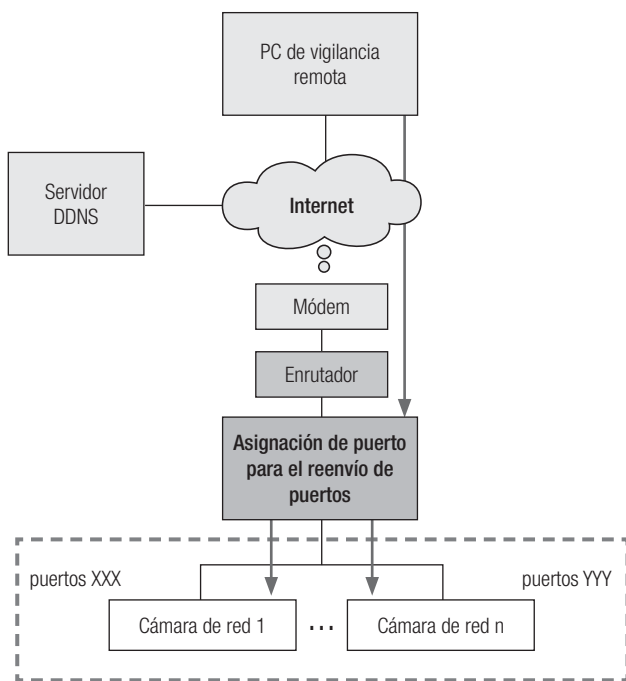 PC de vigilancia
remota
Servidor
DDNS
Internet
Módem
Enrutador
Asignación de puerto
para el reenvío de
puertos
puertos XXX
puertos YYY
Cámara de red 1
...
Cámara de red n